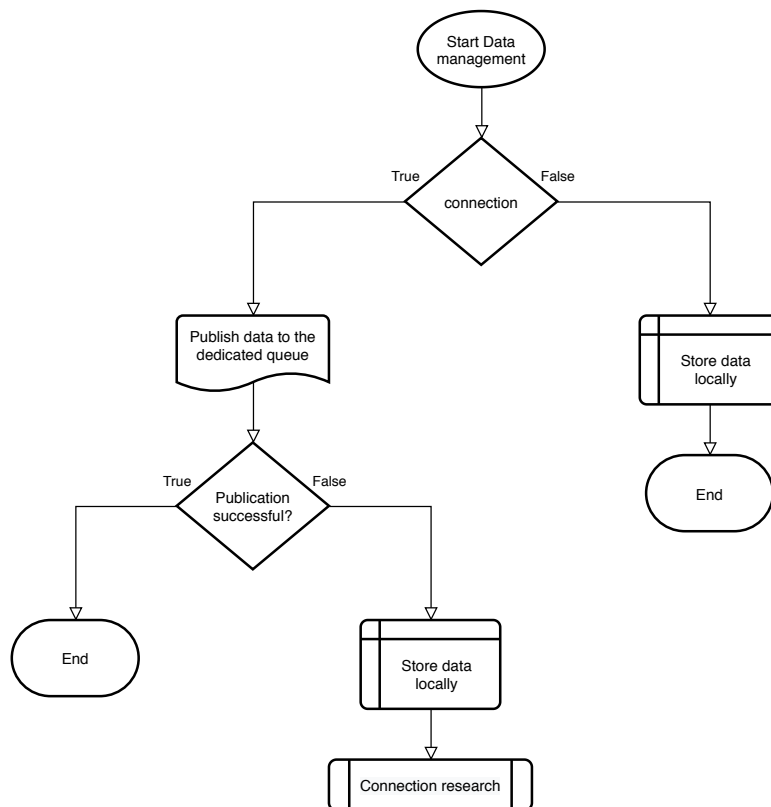 Start Data
management
True
False
connection
Publish data to the
dedicated queue
Store data
locally
True
False
Publication
successful?
End
End
Store data
locally
Connection research